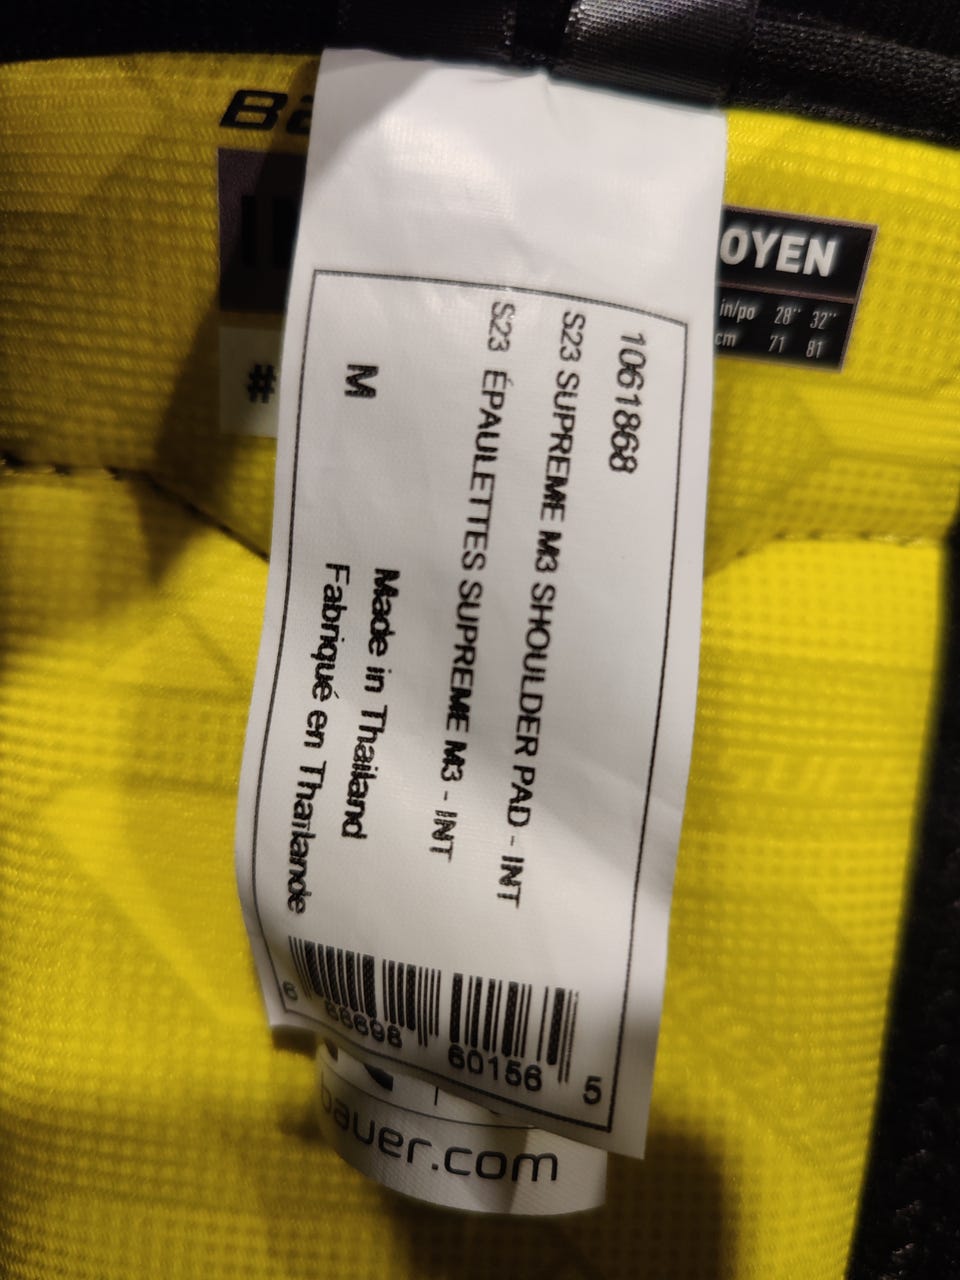 1061868
S23 SUPREME M3 SHOULDER PAD - INT
S23 ÉPAULETTES SUPREME M3 - INT
M
Made in Thailand
Fabriqué en Thaïlande
6 60156 5
OYEN
in/po 28" 32"
cm 71 81
#
bauer.com